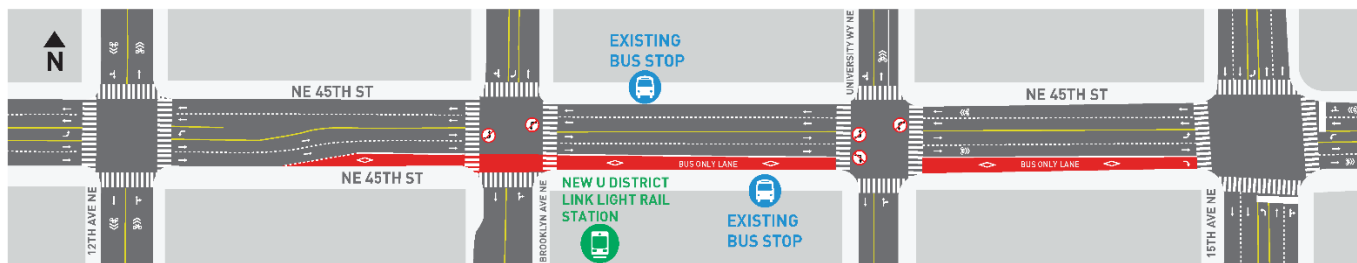 N
NE 45TH ST
EXISTING
BUS STOP
UNIVERSITY WY NE
NE 45TH ST
BUS ONLY LANE
BUS ONLY LANE
NE 45TH ST
12TH AVE NE
BROOKLYN AVE NE
NEW U DISTRICT
LINK LIGHT RAIL
STATION
EXISTING
BUS STOP
15TH AVE NE